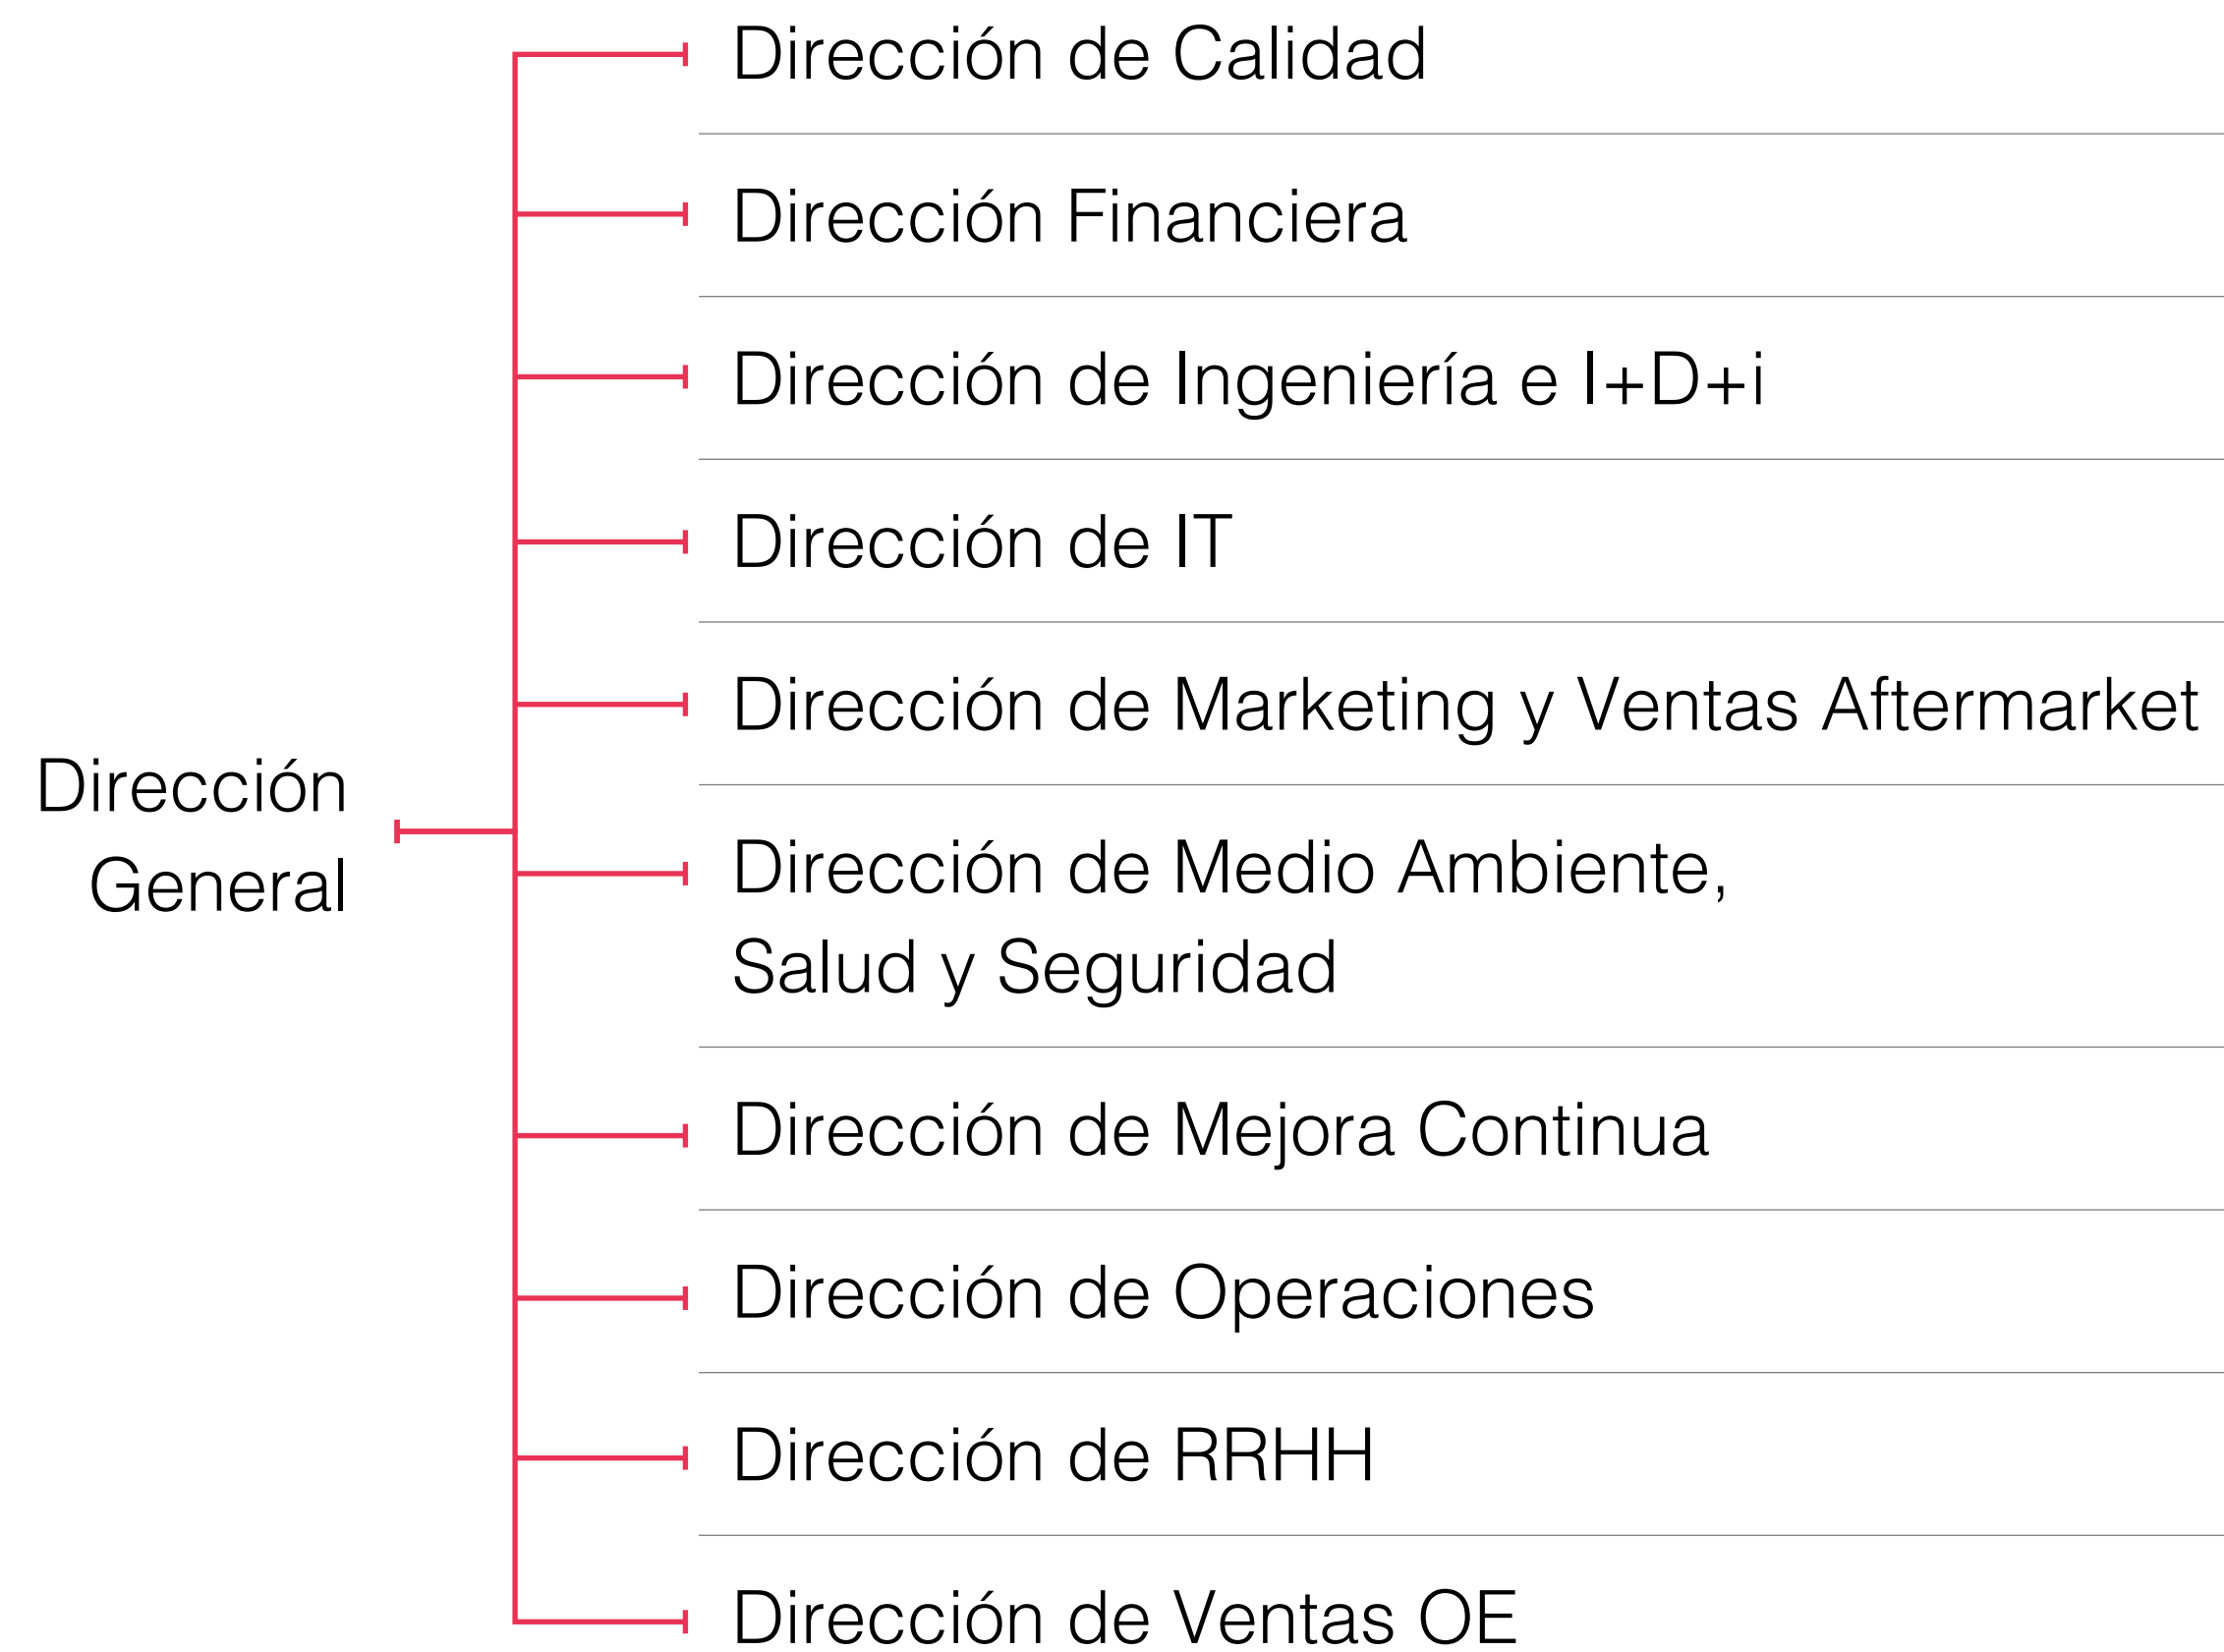 Dirección
General
Dirección de Calidad
Dirección Financiera
Dirección de Ingeniería e I+D+i
Dirección de IT
Dirección de Marketing y Ventas Aftermarket
Dirección de Medio Ambiente,
Salud y Seguridad
Dirección de Mejora Continua
Dirección de Operaciones
Dirección de RRHH
Dirección de Ventas OE